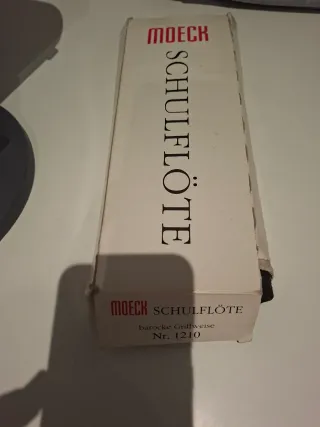 MOECK
SCHULFLÖTE
MOECK SCHULFLÖTE
barocke Griffweise
Nr. 1210